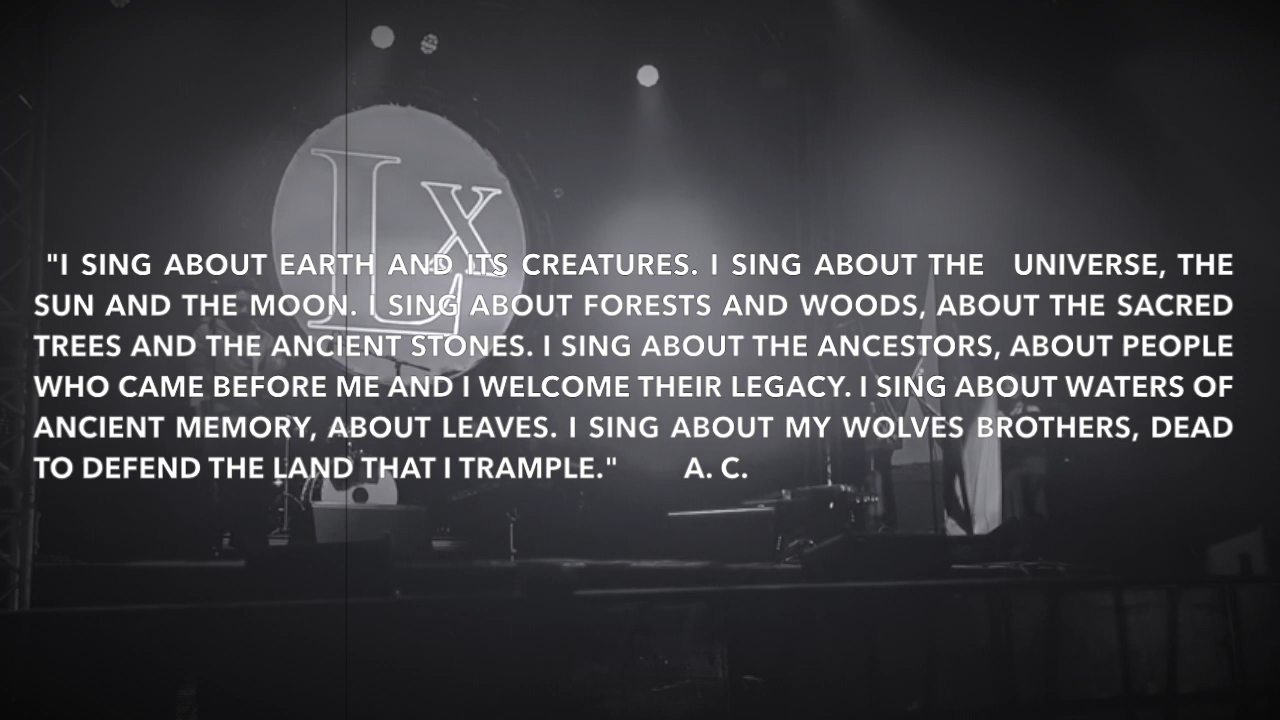 Lx
"I SING ABOUT EARTH AND ITS CREATURES. I SING ABOUT THE UNIVERSE, THE
SUN AND THE MOON. I SING ABOUT FORESTS AND WOODS, ABOUT THE SACRED
TREES AND THE ANCIENT STONES. I SING ABOUT THE ANCESTORS, ABOUT PEOPLE
WHO CAME BEFORE ME AND I WELCOME THEIR LEGACY. I SING ABOUT WATERS OF
ANCIENT MEMORY, ABOUT LEAVES. I SING ABOUT MY WOLVES BROTHERS, DEAD
TO DEFEND THE LAND THAT I TRAMPLE." A. C.